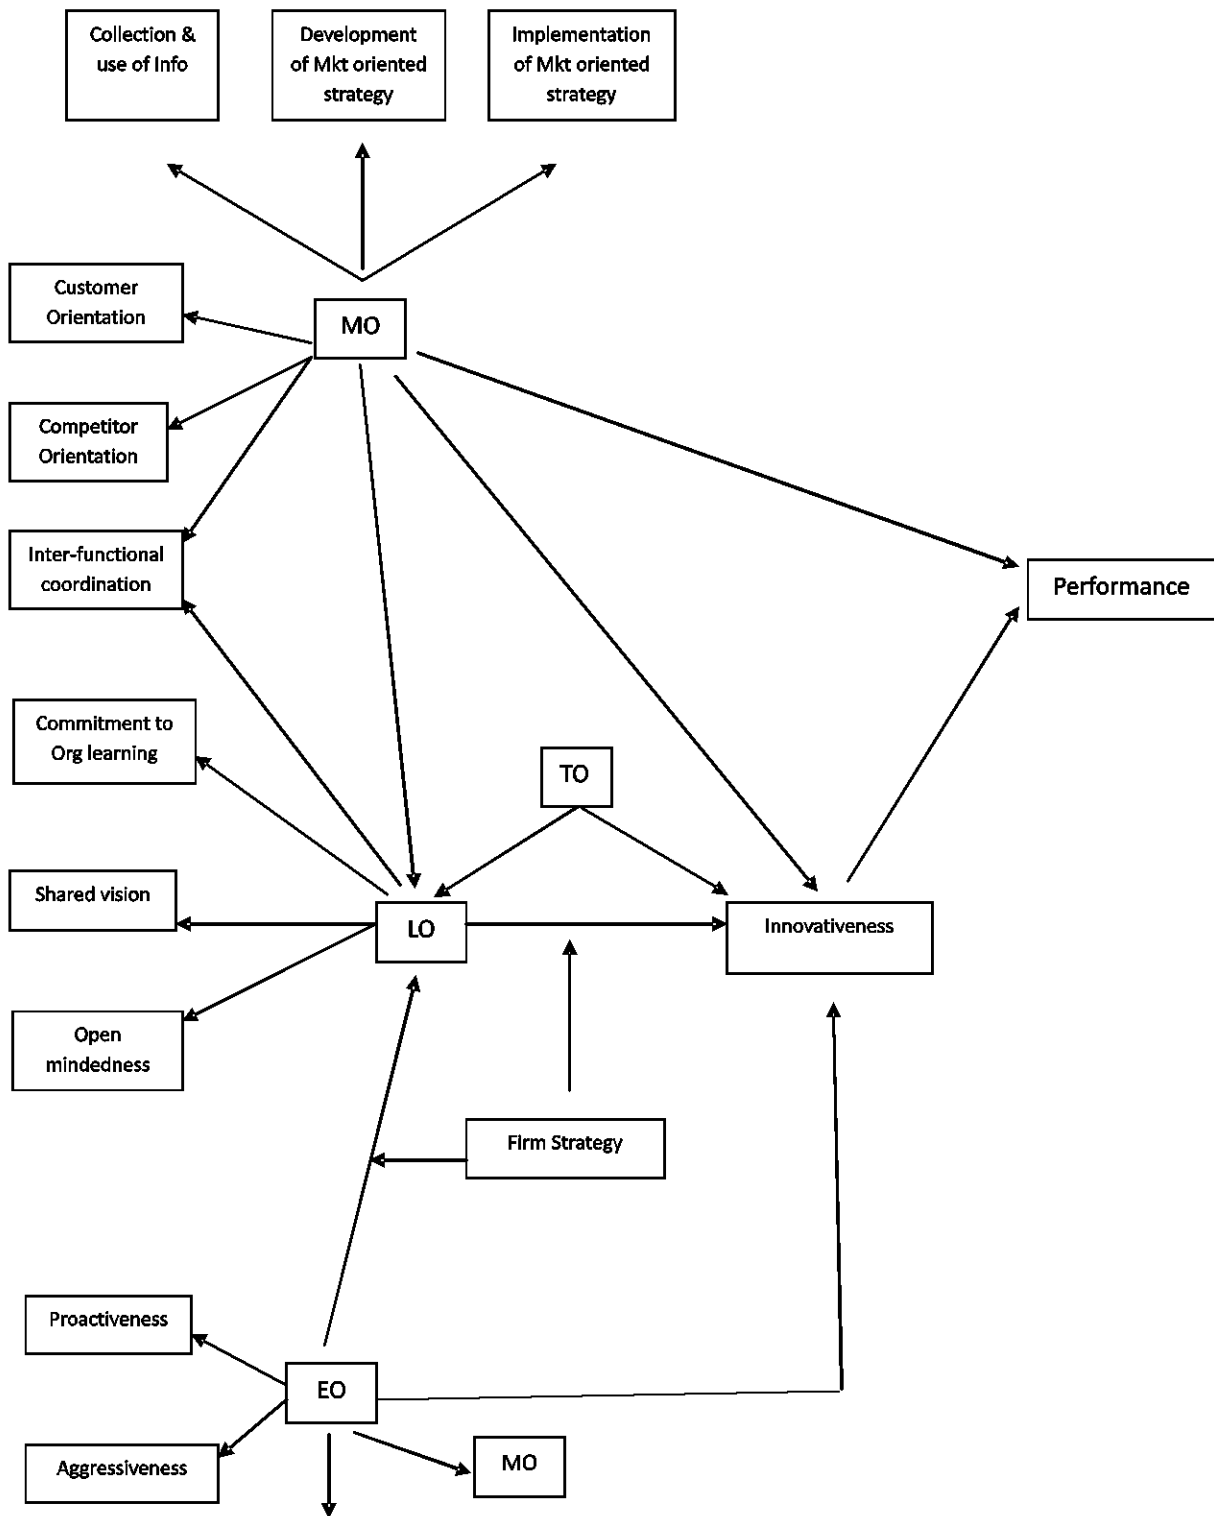 Collection &
use of Info
Development
of Mkt oriented
strategy
Implementation
of Mkt oriented
strategy
Customer
Orientation
MO
Competitor
Orientation
Inter-functional
coordination
Performance
Commitment to
Org learning
TO
Shared vision
LO
Innovativeness
Open
mindedness
Firm Strategy
Proactiveness
EO
Aggressiveness
MO